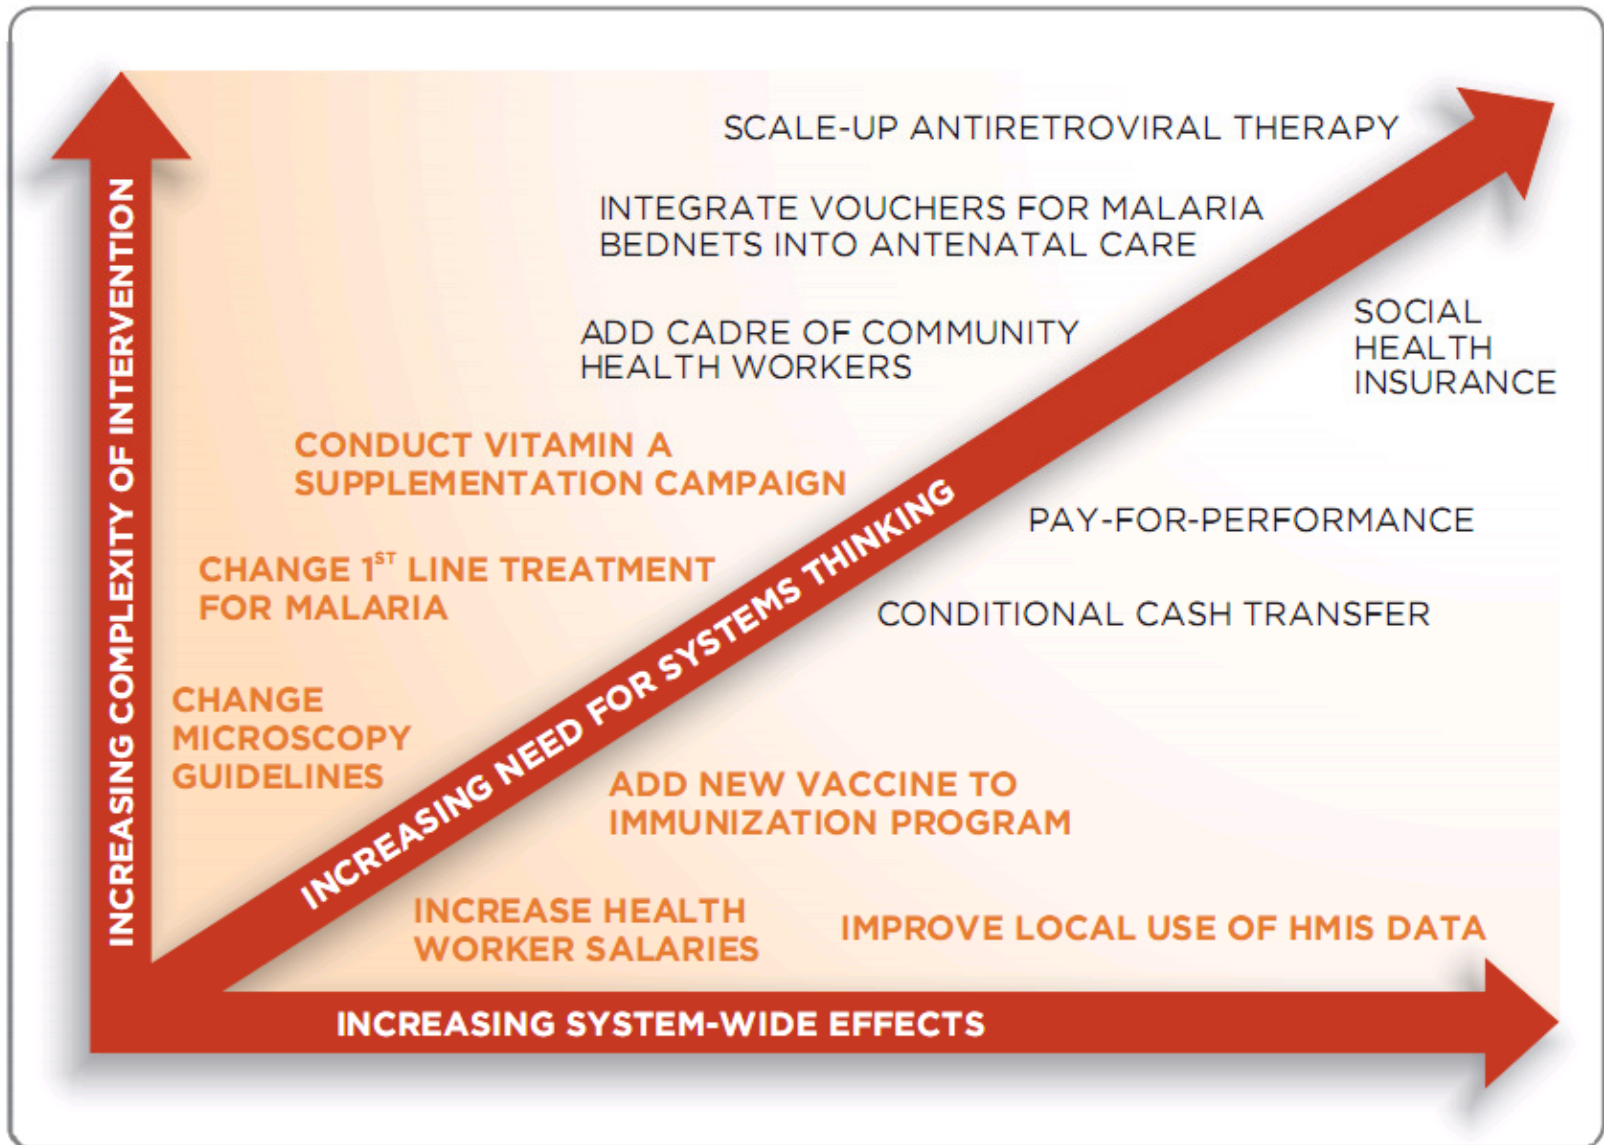 INCREASING COMPLEXITY OF INTERVENTION
SCALE-UP ANTIRETROVIRAL THERAPY
INTEGRATE VOUCHERS FOR MALARIA
BEDNETS INTO ANTENATAL CARE
ADD CADRE OF COMMUNITY
HEALTH WORKERS
SOCIAL
HEALTH
INSURANCE
CONDUCT VITAMIN A
SUPPLEMENTATION CAMPAIGN
PAY-FOR-PERFORMANCE
CHANGE 1ST LINE TREATMENT
FOR MALARIA
CONDITIONAL CASH TRANSFER
INCREASING NEED FOR SYSTEMS THINKING
CHANGE
MICROSCOPY
GUIDELINES
ADD NEW VACCINE TO
IMMUNIZATION PROGRAM
INCREASE HEALTH
WORKER SALARIES
IMPROVE LOCAL USE OF HMIS DATA
INCREASING SYSTEM-WIDE EFFECTS